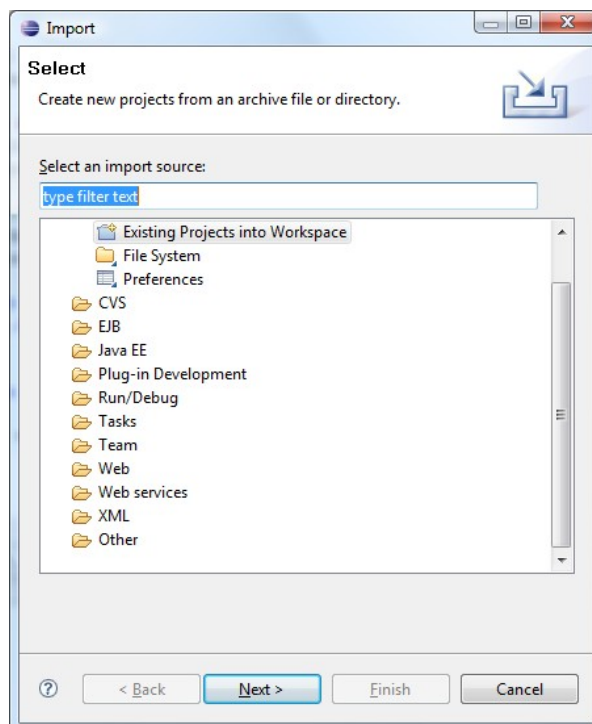 Import
Select
Create new projects from an archive file or directory.
Select an import source:
type filter text
Existing Projects into Workspace
File System
Preferences
CVS
EJB
Java EE
Plug-in Development
Run/Debug
Tasks
Team
Web
Web services
XML
Other
? < Back Next > Finish Cancel